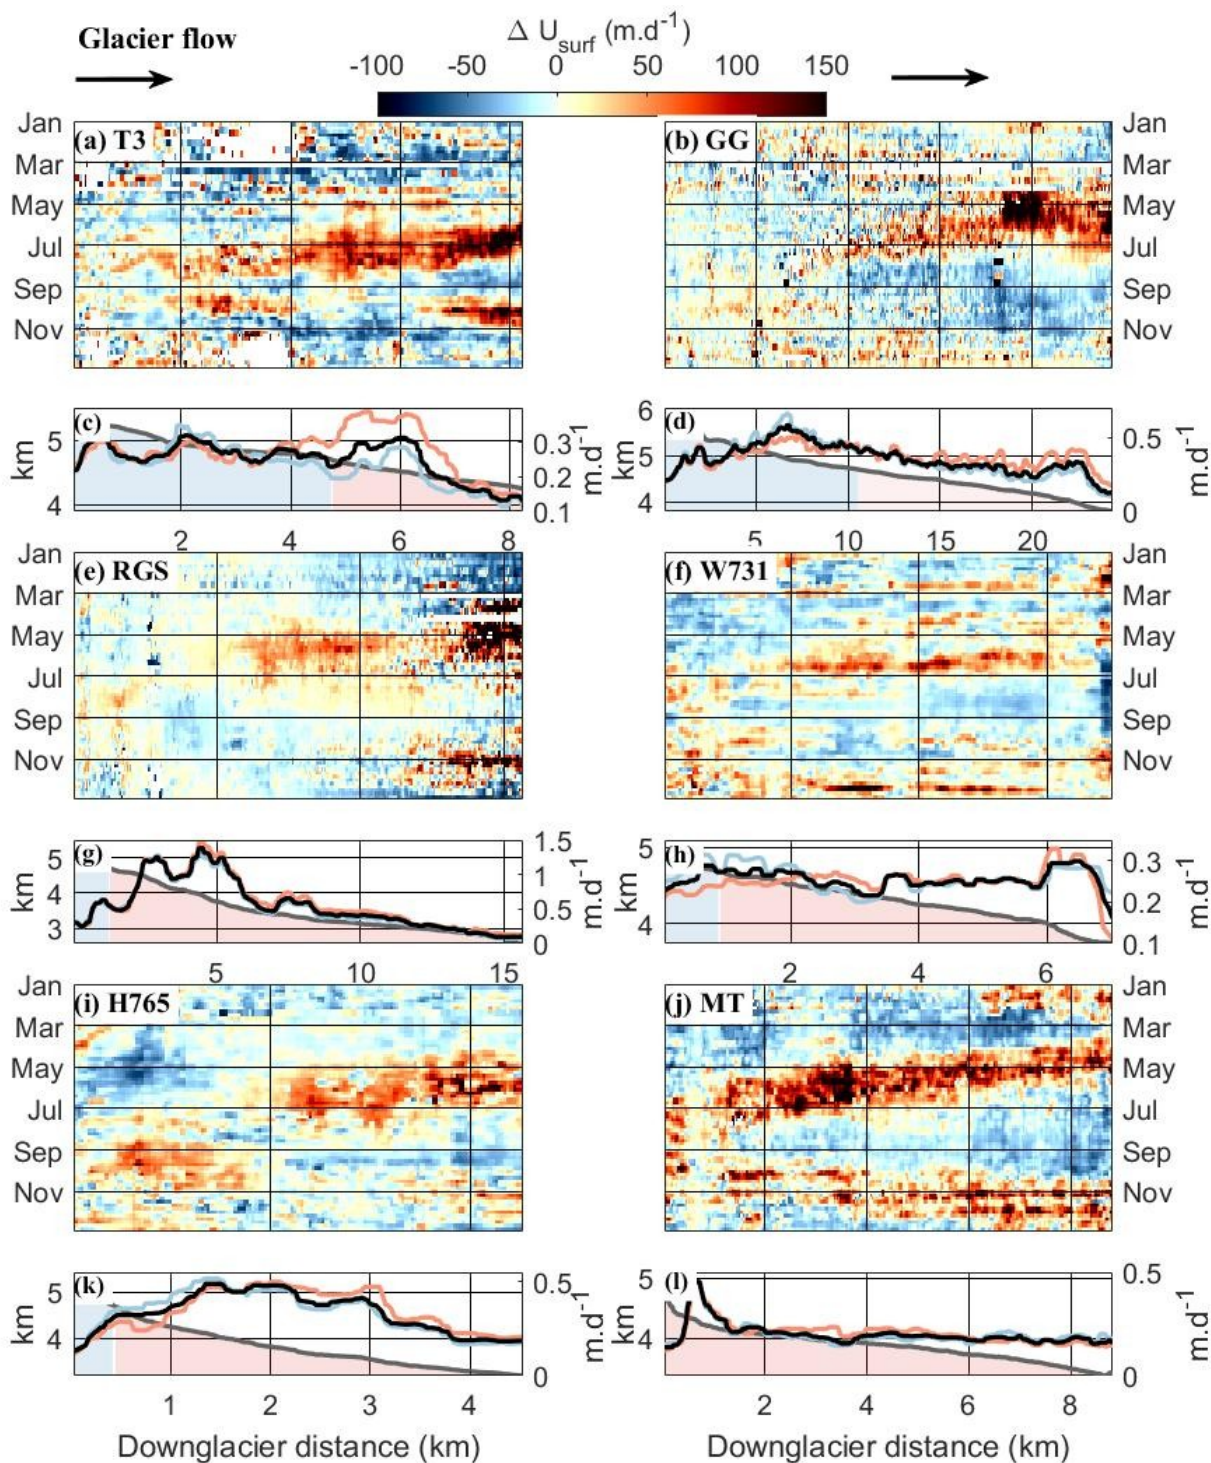 Glacier flow
Δ U_surf (m.d⁻¹)
-100 -50 0 50 100 150
(a) T3
Jan
Mar
May
Jul
Sep
Nov
(b) GG
Jan
Mar
May
Jul
Sep
Nov
(c)
km
5
4
0.3
0.2
0.1
m.d⁻¹
2 4 6 8
(d)
km
6
5
4
0.5
0
m.d⁻¹
5 10 15 20
(e) RGS
Jan
Mar
May
Jul
Sep
Nov
(f) W731
Jan
Mar
May
Jul
Sep
Nov
(g)
km
5
4
3
1.5
1
0.5
0
m.d⁻¹
5 10 15
(h)
km
5
4
0.3
0.2
0.1
m.d⁻¹
2 4 6
(i) H765
Jan
Mar
May
Jul
Sep
Nov
(j) MT
Jan
Mar
May
Jul
Sep
Nov
(k)
km
5
4
0.5
0
m.d⁻¹
1 2 3 4
Downglacier distance (km)
(l)
km
5
4
0.5
0
m.d⁻¹
2 4 6 8
Downglacier distance (km)